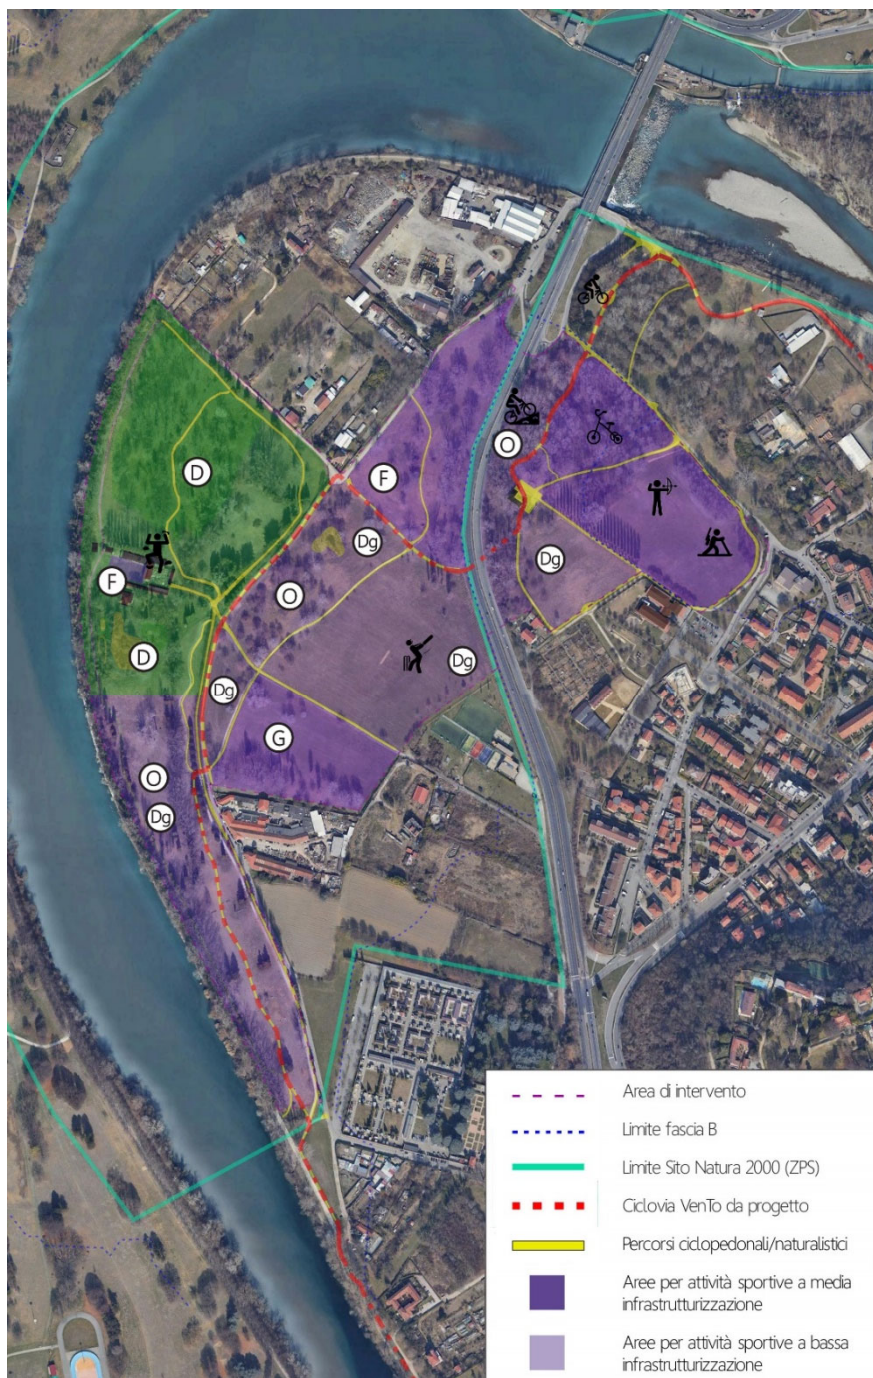 F
O
D
Dg
Dg
F
O
Dg
D
Dg
G
O
Dg
Area di intervento
Limite fascia B
Limite Sito Natura 2000 (ZPS)
Ciclovia VenTo da progetto
Percorsi ciclopedonali/naturalistici
Aree per attività sportive a media
infrastrutturizzazione
Aree per attività sportive a bassa
infrastrutturizzazione